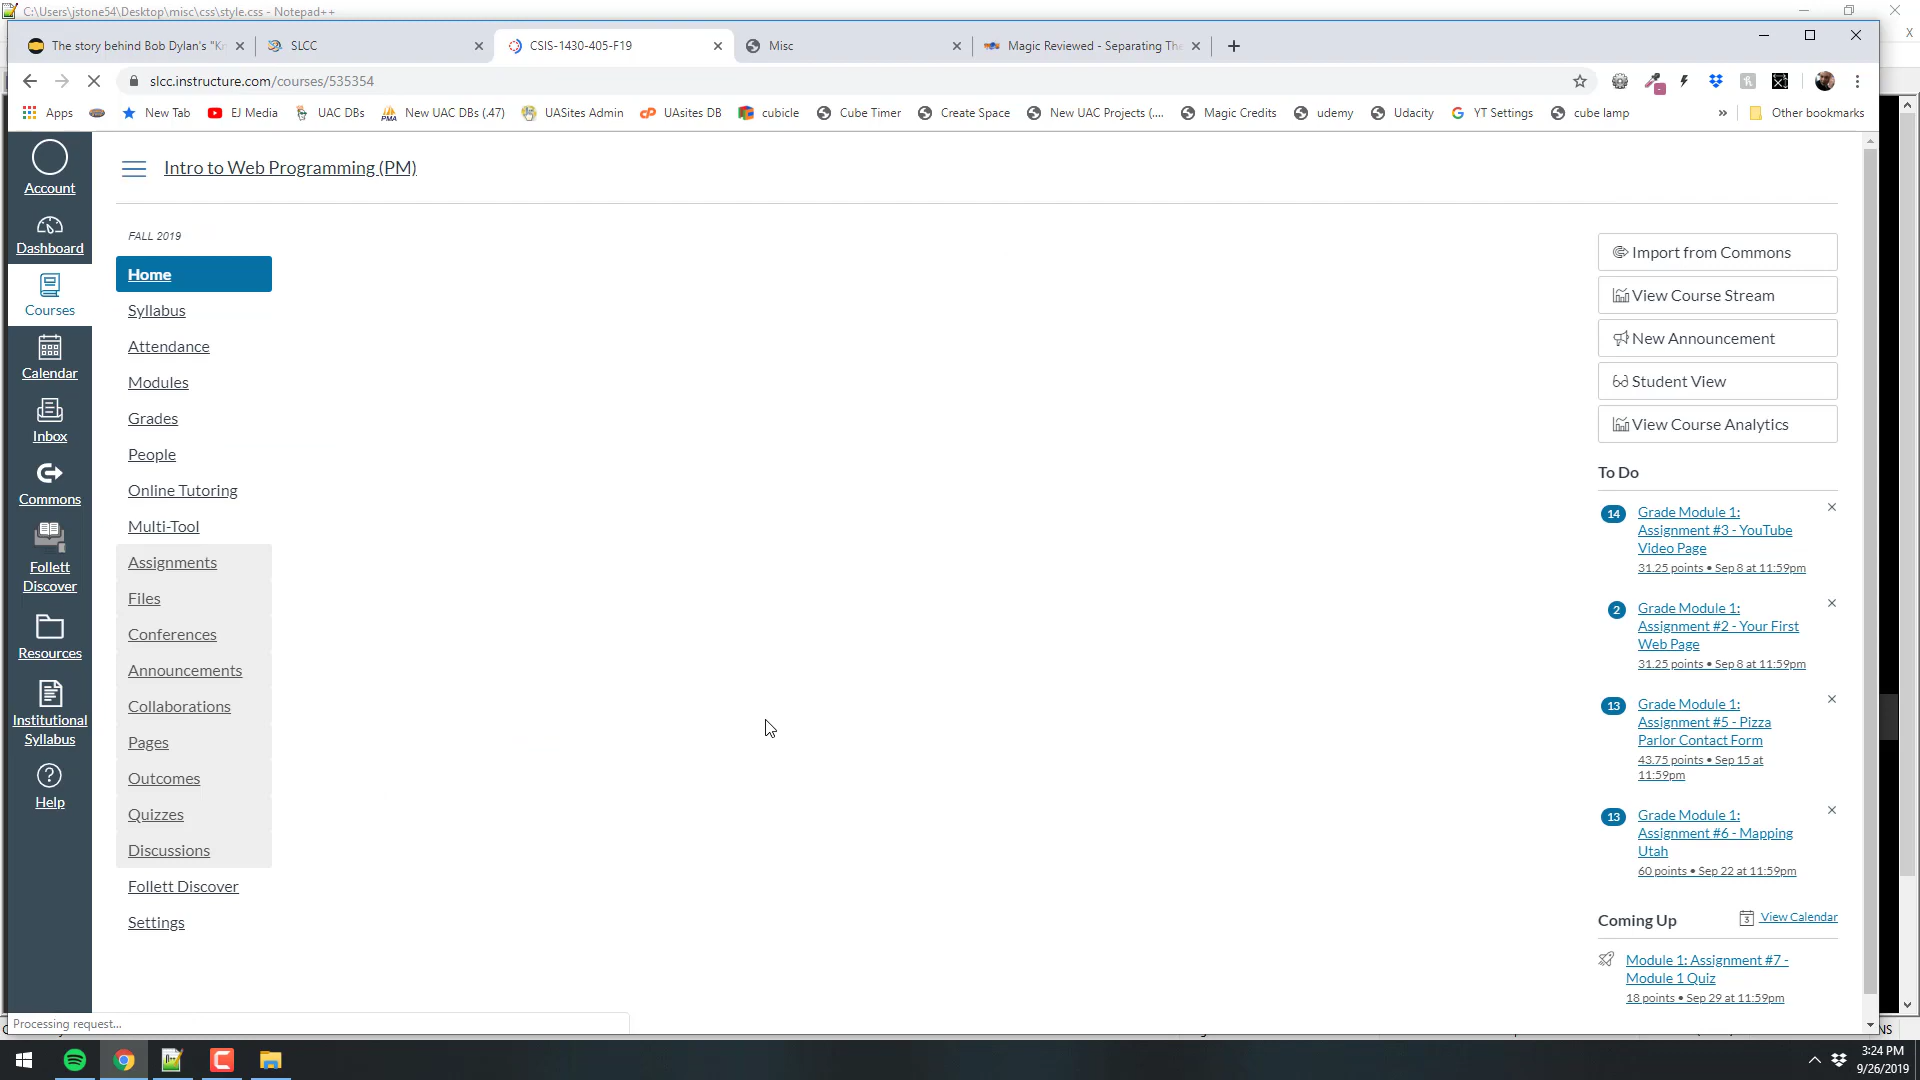 C:\Users\jstone54\Desktop\misc\css\style.css - Notepad++
The story behind Bob Dylan's "Kn
SLCC
CSIS-1430-405-F19
Misc
Magic Reviewed - Separating The
slcc.instructure.com/courses/535354
Apps
New Tab
EJ Media
UAC DBs
New UAC DBs (.47)
UASites Admin
UAsites DB
cubicle
Cube Timer
Create Space
New UAC Projects (....
Magic Credits
udemy
Udacity
YT Settings
cube lamp
»
Other bookmarks
Account
Dashboard
Courses
Calendar
Inbox
Commons
Follett
Discover
Resources
Institutional
Syllabus
Help
Intro to Web Programming (PM)
FALL 2019
Home
Syllabus
Attendance
Modules
Grades
People
Online Tutoring
Multi-Tool
Assignments
Files
Conferences
Announcements
Collaborations
Pages
Outcomes
Quizzes
Discussions
Follett Discover
Settings
Import from Commons
View Course Stream
New Announcement
Student View
View Course Analytics
To Do
14
Grade Module 1:
Assignment #3 - YouTube
Video Page
31.25 points • Sep 8 at 11:59pm
2
Grade Module 1:
Assignment #2 - Your First
Web Page
31.25 points • Sep 8 at 11:59pm
13
Grade Module 1:
Assignment #5 - Pizza
Parlor Contact Form
43.75 points • Sep 15 at
11:59pm
13
Grade Module 1:
Assignment #6 - Mapping
Utah
60 points • Sep 22 at 11:59pm
Coming Up
View Calendar
Module 1: Assignment #7 -
Module 1 Quiz
18 points • Sep 29 at 11:59pm
Processing request...
NS
3:24 PM
9/26/2019